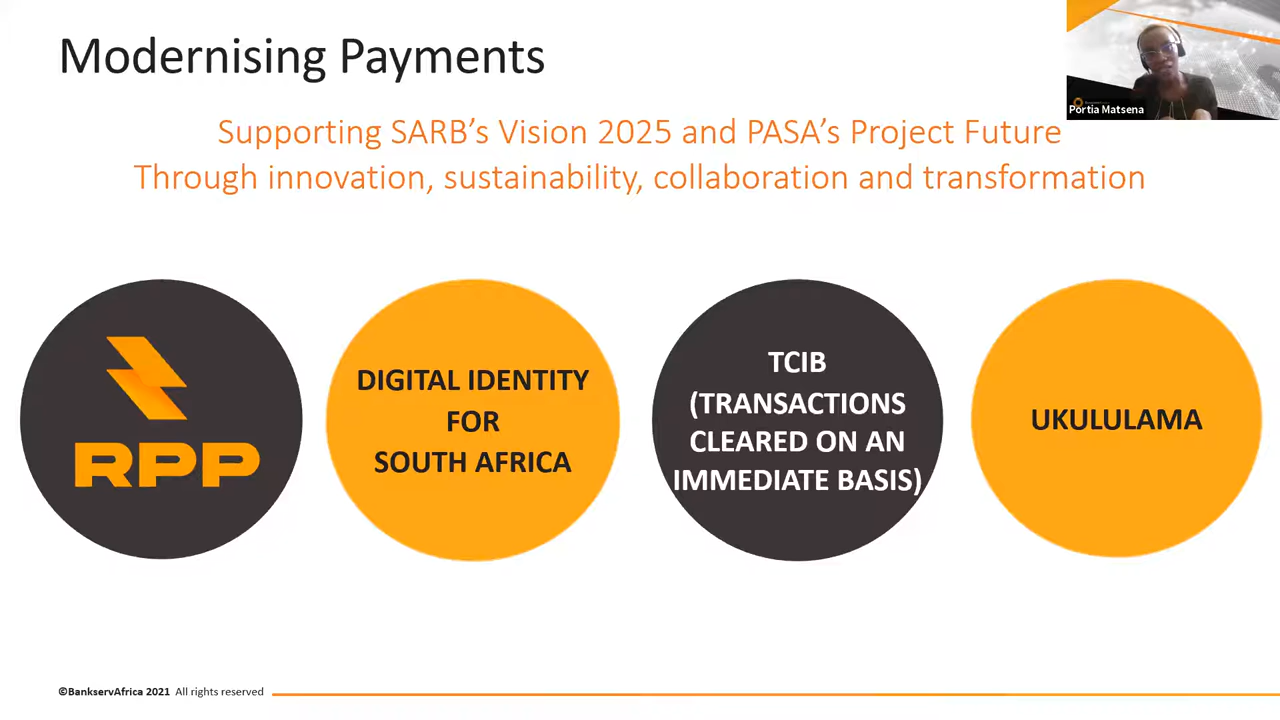 Modernising Payments
Portia Matsena
Supporting SARB’s Vision 2025 and PASA’s Project Future
Through innovation, sustainability, collaboration and transformation
RPP
DIGITAL IDENTITY
FOR
SOUTH AFRICA
TCIB
(TRANSACTIONS
CLEARED ON AN
IMMEDIATE BASIS)
UKULULAMA
©BankservAfrica 2021 All rights reserved